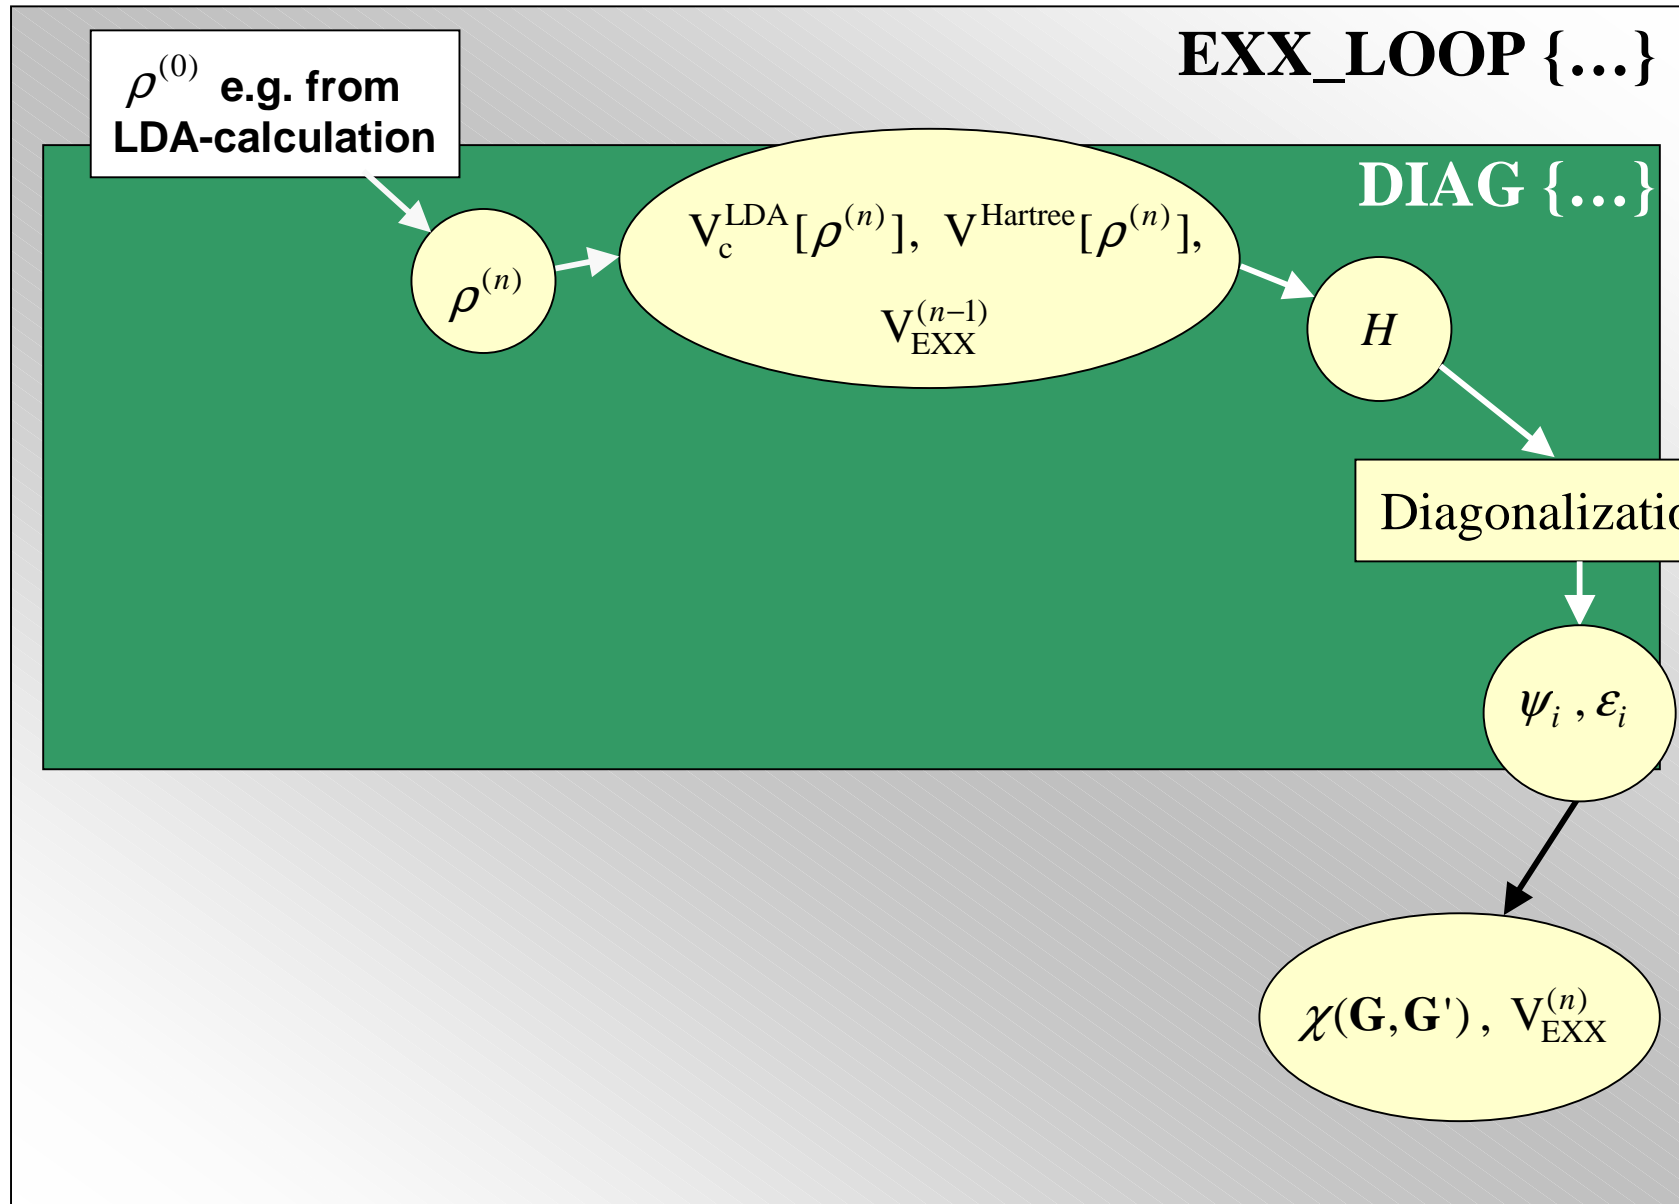 EXX_LOOP {…}
ρ^(0) e.g. from
LDA-calculation
DIAG {…}
ρ^(n)
V_c^LDA[ρ^(n)], V^Hartree[ρ^(n)],
V_EXX^(n−1)
H
Diagonalizatio
ψ_i , ε_i
χ(G,G') , V_EXX^(n)